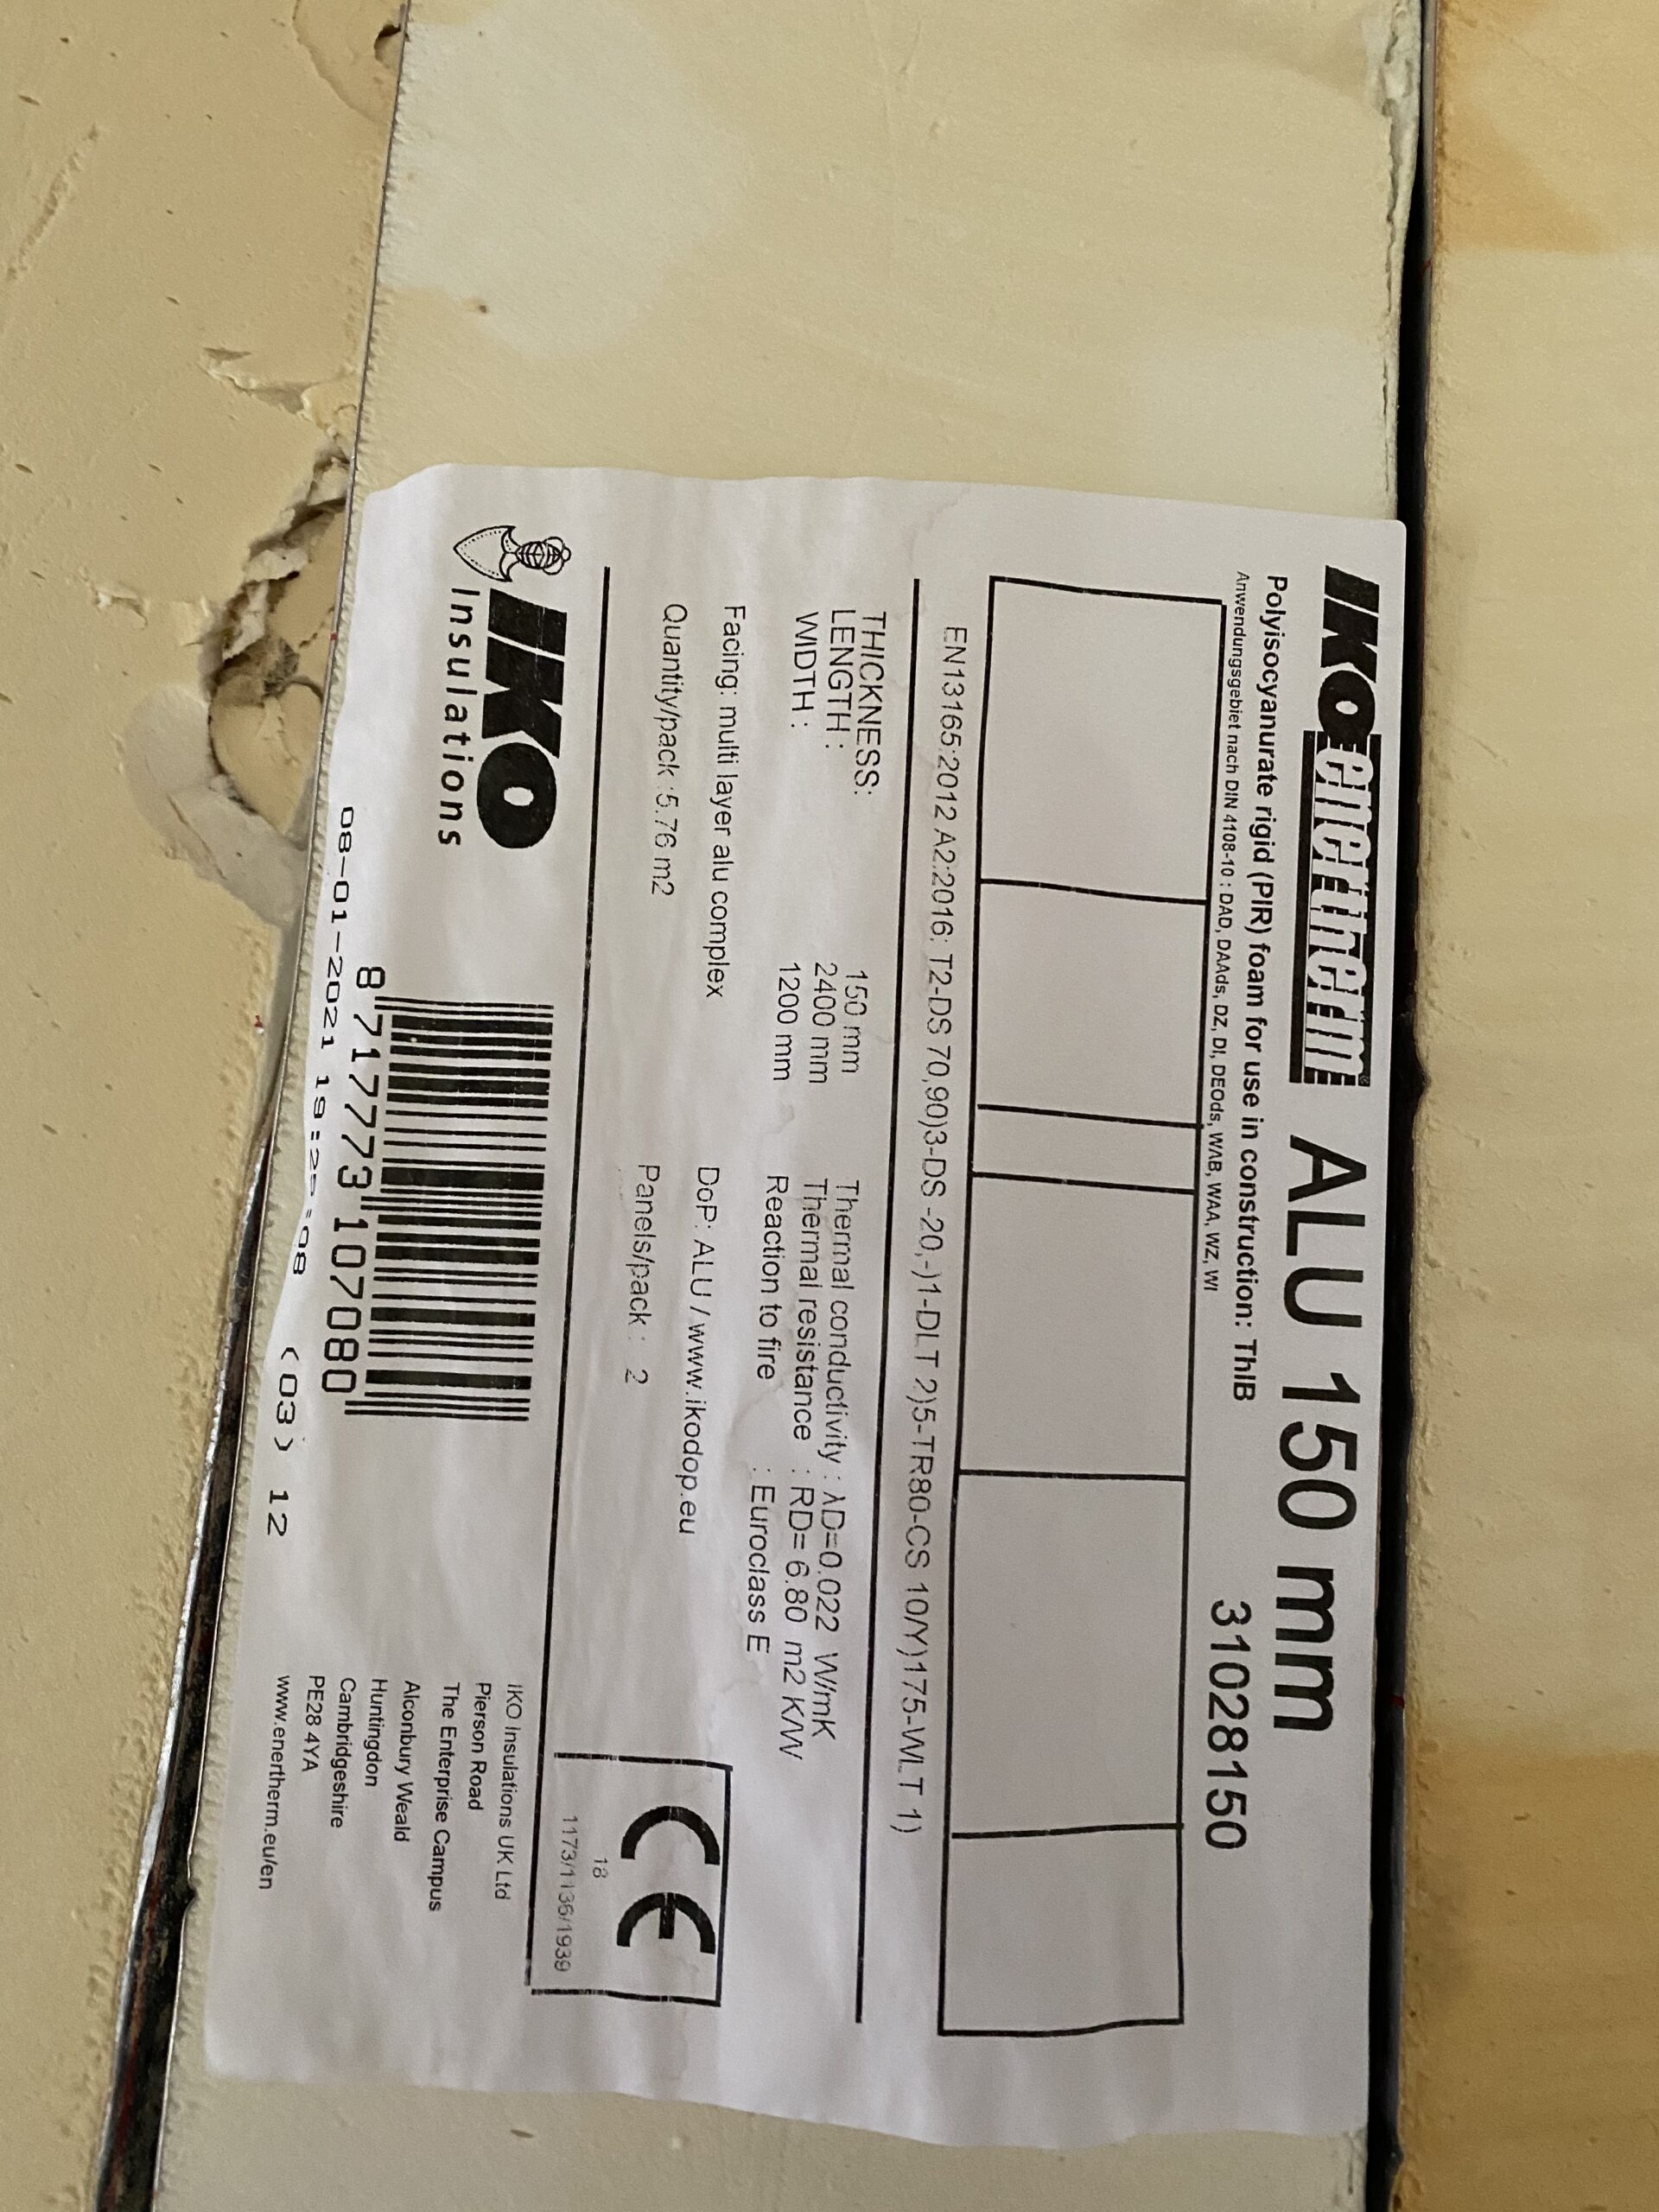 IKO enertherm ALU 150 mm
Polyisocyanurate rigid (PIR) foam for use in construction: ThIB
Anwendungsgebiet nach DIN 4108-10 : DAD, DAAds, DZ, DI, DEOds, WAB, WAA, WZ, WI
31028150
EN13165:2012 A2:2016: T2-DS 70,90)3-DS -20,-)1-DLT 2)5-TR80-CS 10/Y)175-WLT 1)
THICKNESS: 150 mm
LENGTH : 2400 mm
WIDTH : 1200 mm
Thermal conductivity : λD=0.022 W/mK
Thermal resistance : RD= 6.80 m2 K/W
Reaction to fire : Euroclass E
Facing: multi layer alu complex
DoP: ALU / www.ikodop.eu
Quantity/pack :5.76 m2
Panels/pack : 2
CE
18
1173/1136/1939
IKO
Insulations
8 717773 107080
08-01-2021 19:25:08 (03) 12
IKO Insulations UK Ltd
Pierson Road
The Enterprise Campus
Alconbury Weald
Huntingdon
Cambridgeshire
PE28 4YA
www.enertherm.eu/en